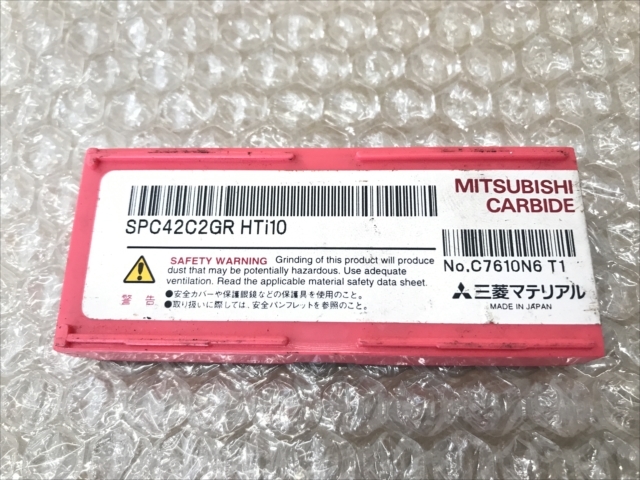 MITSUBISHI
CARBIDE
SPC42C2GR HTi10
No.C7610N6 T1
SAFETY WARNING Grinding of this product will produce
dust that may be potentially hazardous. Use adequate
ventilation. Read the applicable material safety data sheet.
警告
●安全カバーや保護眼鏡などの保護具を使用のこと。
●取り扱いに際しては、安全パンフレットを参照のこと。
三菱マテリアル
MADE IN JAPAN